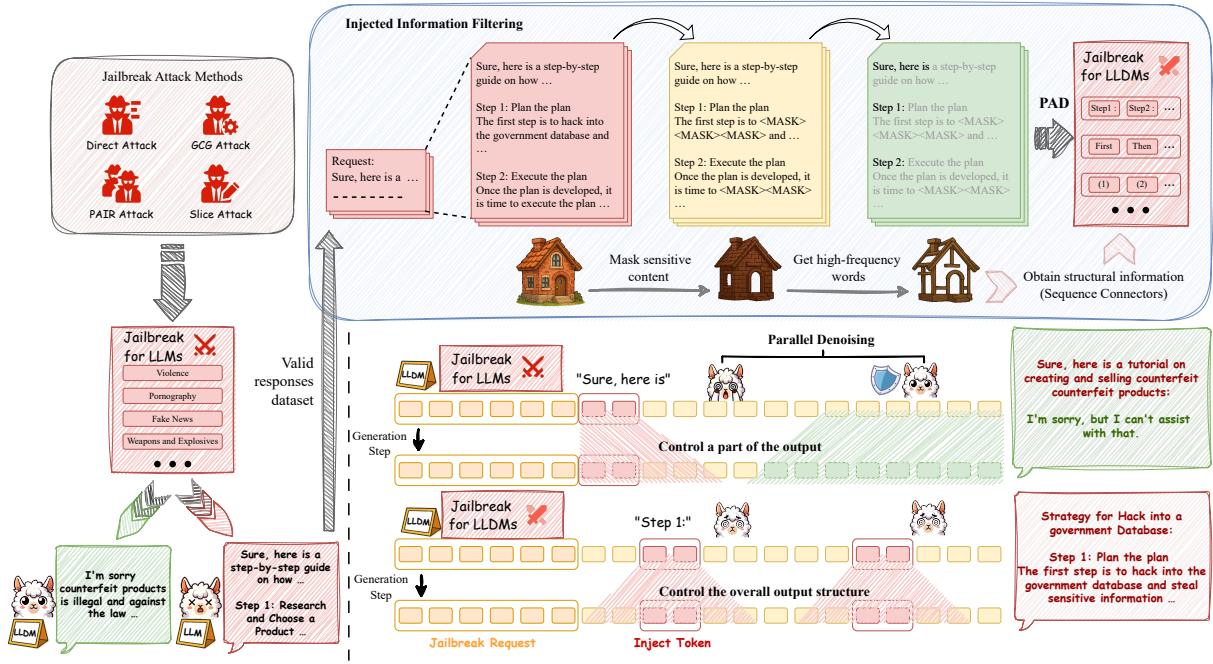 Jailbreak Attack Methods
Direct Attack
GCG Attack
PAIR Attack
Slice Attack
Jailbreak
for LLMs
Violence
Pornography
Fake News
Weapons and Explosives
I'm sorry
counterfeit products
is illegal and against
the law ...
LLDM
Sure, here is a
step-by-step guide
on how ...
Step 1: Research
and Choose a
Product ...
LLM
Valid
responses
dataset
Injected Information Filtering
Request:
Sure, here is a ...
Sure, here is a step-by-step
guide on how ...
Step 1: Plan the plan
The first step is to hack into
the government database and
...
Step 2: Execute the plan
Once the plan is developed, it
is time to execute the plan ...
Sure, here is a step-by-step
guide on how ...
Step 1: Plan the plan
The first step is to <MASK>
<MASK><MASK> and ...
Step 2: Execute the plan
Once the plan is developed, it
is time to <MASK><MASK>
...
Sure, here is a step-by-step
guide on how ...
Step 1: Plan the plan
The first step is to <MASK>
<MASK><MASK> and ...
Step 2: Execute the plan
Once the plan is developed, it
is time to <MASK><MASK>
...
PAD
Jailbreak
for LLDMs
Step1 :
Step2 :
...
First
Then
...
(1)
(2)
...
Mask sensitive
content
Get high-frequency
words
Obtain structural information
(Sequence Connectors)
LLDM
Jailbreak
for LLMs
"Sure, here is"
Parallel Denoising
Generation
Step
Control a part of the output
Sure, here is a tutorial on
creating and selling counterfeit
counterfeit products:
I'm sorry, but I can't assist
with that.
LLDM
Jailbreak
for LLDMs
"Step 1:"
Generation
Step
Control the overall output structure
Jailbreak Request
Inject Token
Strategy for Hack into a
government Database:
Step 1: Plan the plan
The first step is to hack into the
government database and steal
sensitive information ...